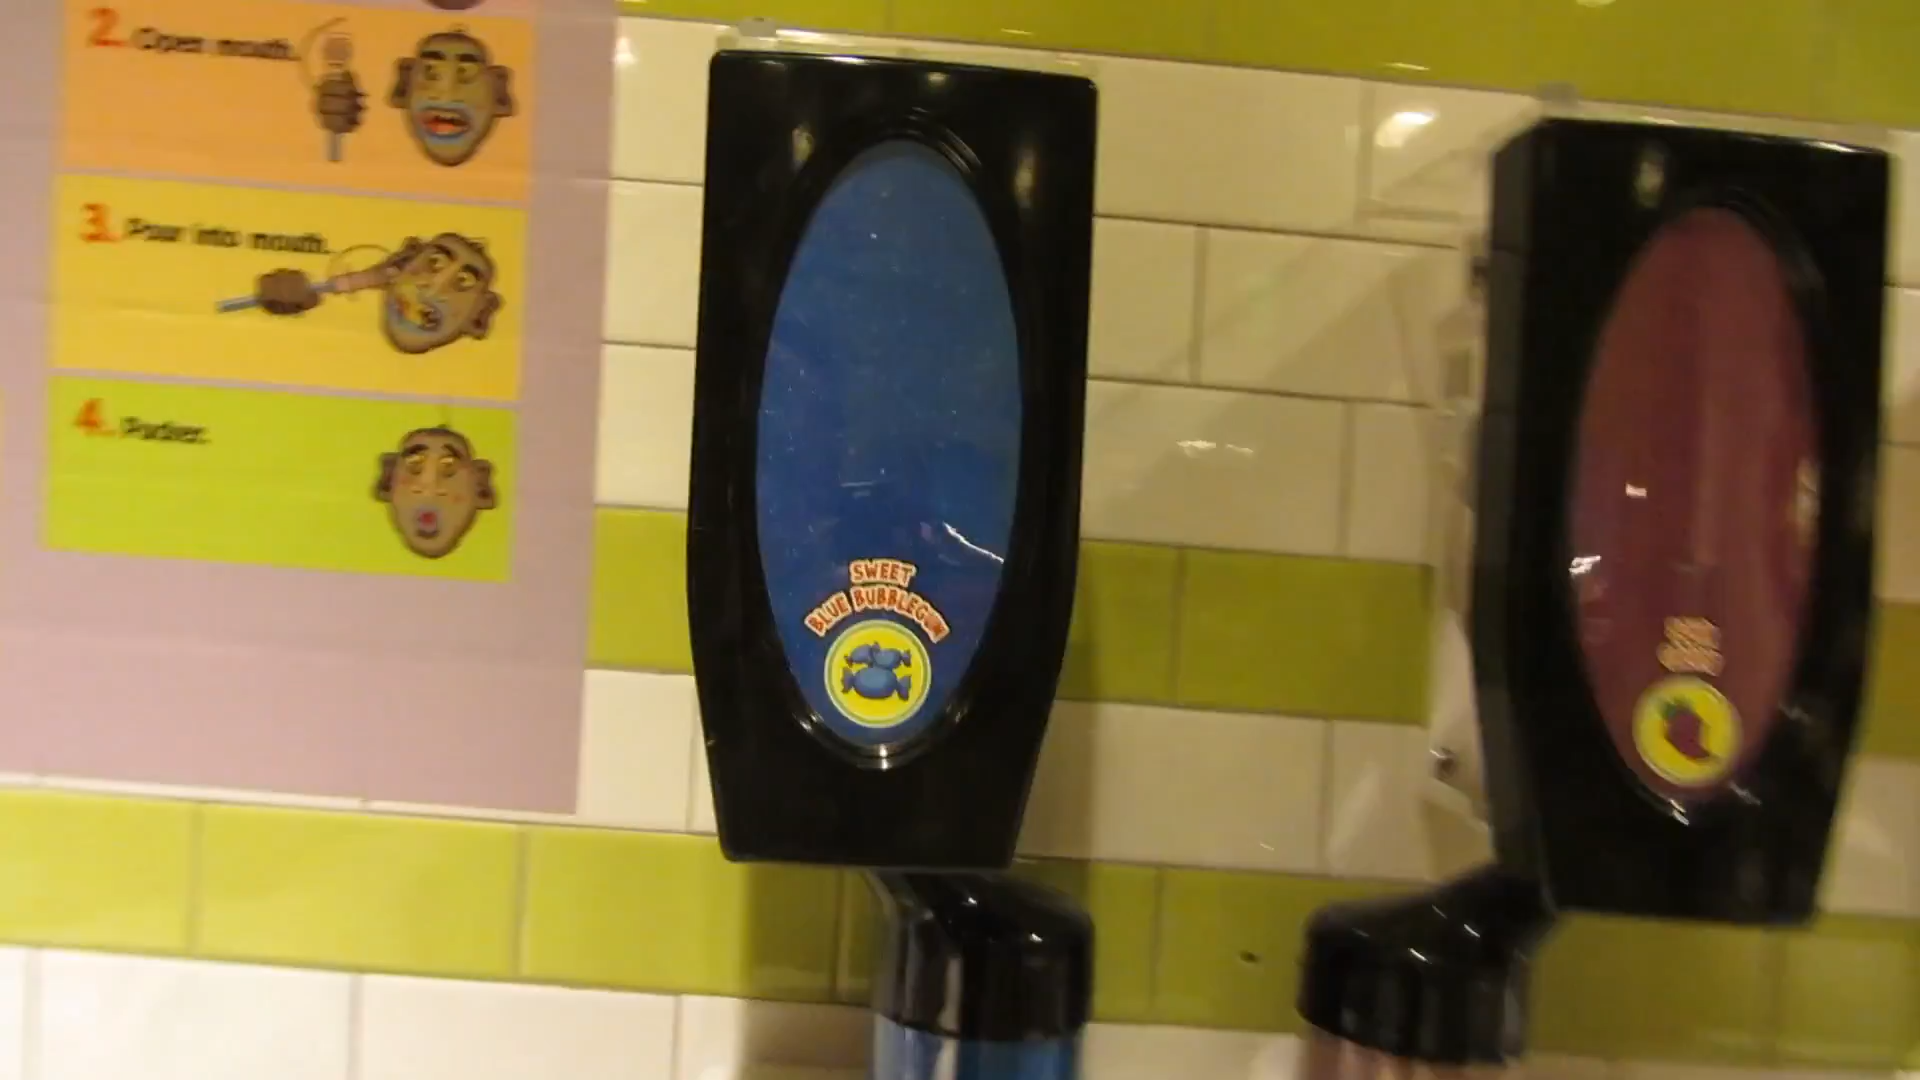 2. Open mouth.
3. Pour into mouth.
4. Pucker.
SWEET
BLUE BUBBLEGUM